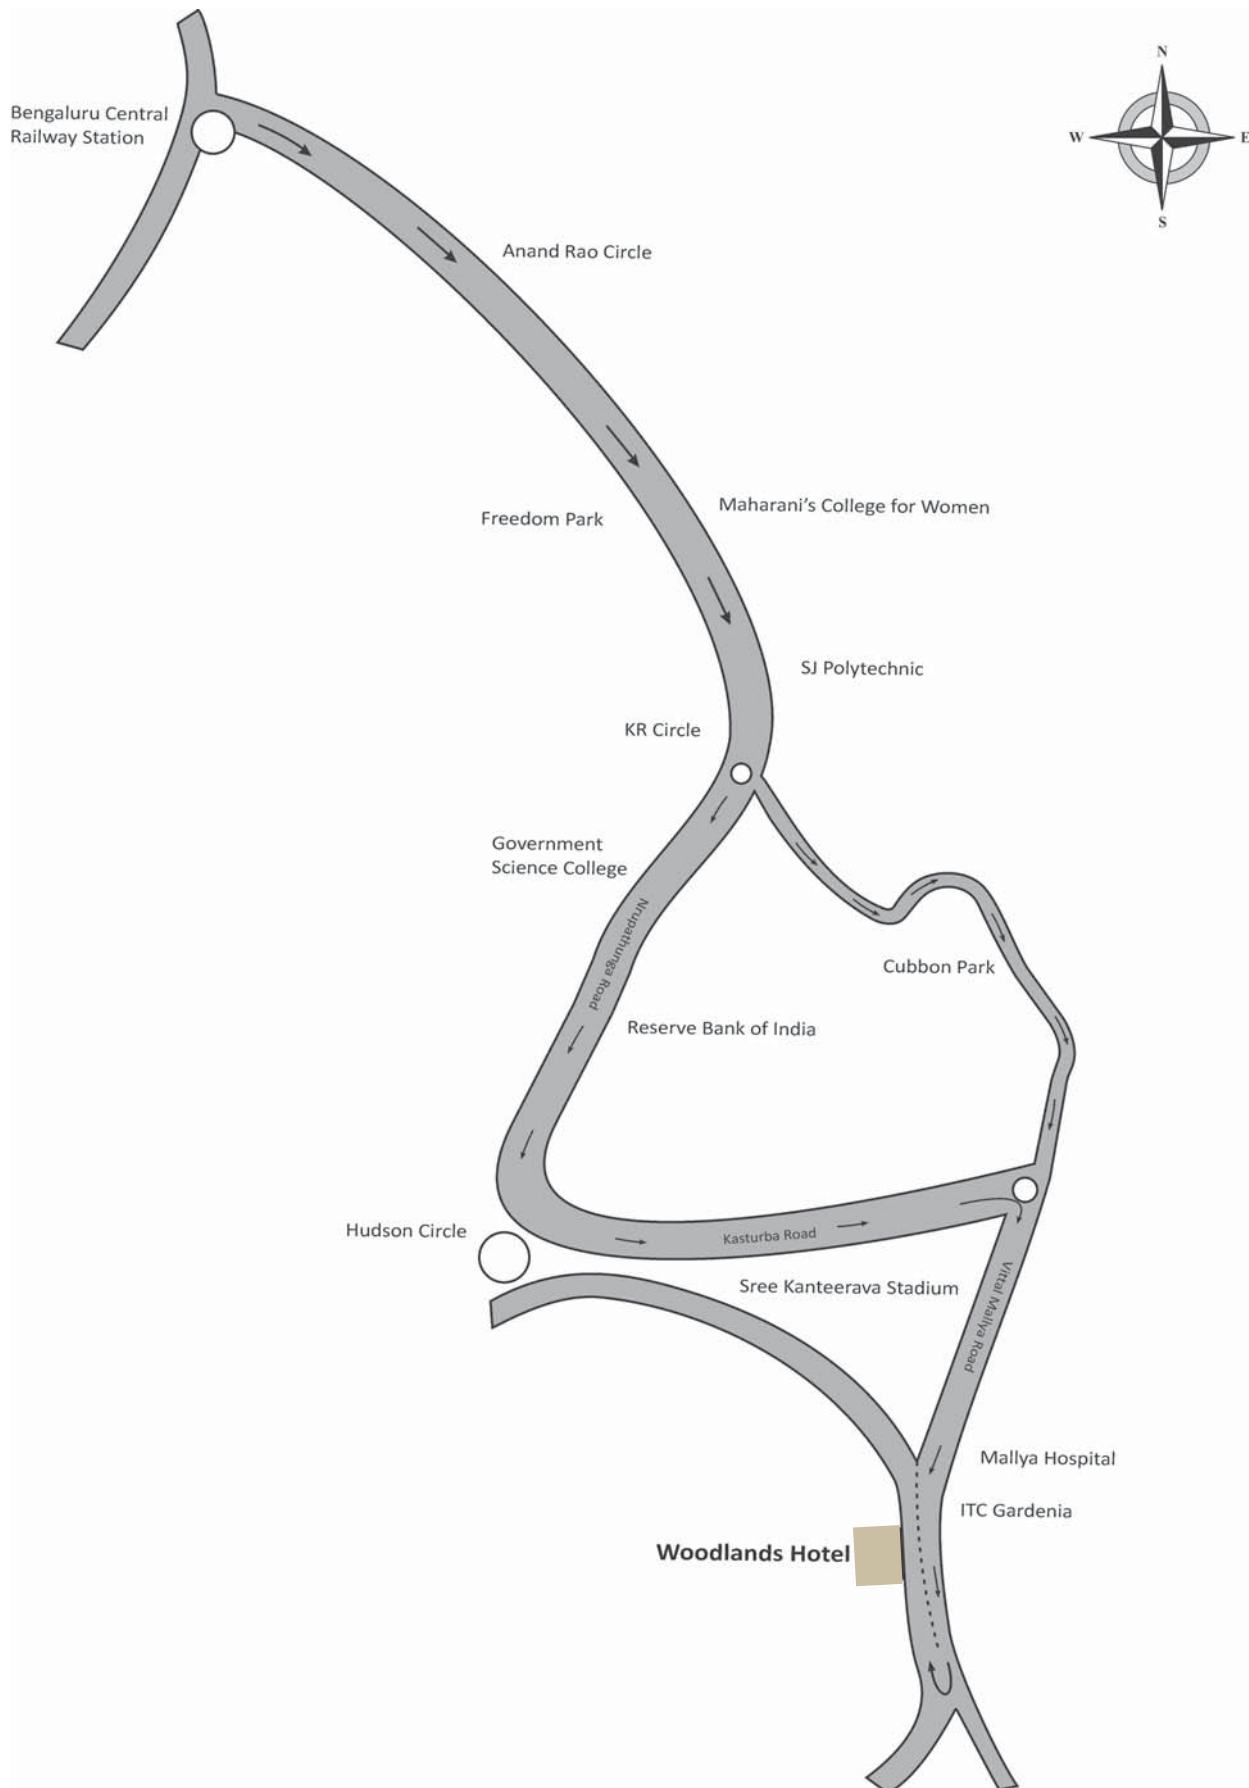 N
W
E
S
Bengaluru Central
Railway Station
Anand Rao Circle
Maharani’s College for Women
Freedom Park
SJ Polytechnic
KR Circle
Government
Science College
Nrupathunga Road
Cubbon Park
Reserve Bank of India
Hudson Circle
Kasturba Road
Sree Kanteerava Stadium
Vittal Mallya Road
Mallya Hospital
ITC Gardenia
Woodlands Hotel